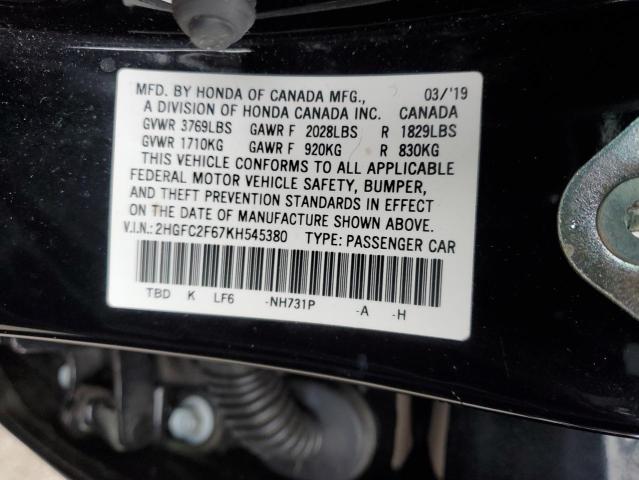 MFD. BY HONDA OF CANADA MFG., 03/'19
A DIVISION OF HONDA CANADA INC. CANADA
GVWR 3769LBS GAWR F 2028LBS R 1829LBS
GVWR 1710KG GAWR F 920KG R 830KG
THIS VEHICLE CONFORMS TO ALL APPLICABLE
FEDERAL MOTOR VEHICLE SAFETY, BUMPER,
AND THEFT PREVENTION STANDARDS IN EFFECT
ON THE DATE OF MANUFACTURE SHOWN ABOVE.
V.I.N.: 2HGFC2F67KH545380 TYPE: PASSENGER CAR
TBD K LF6 -NH731P -A -H